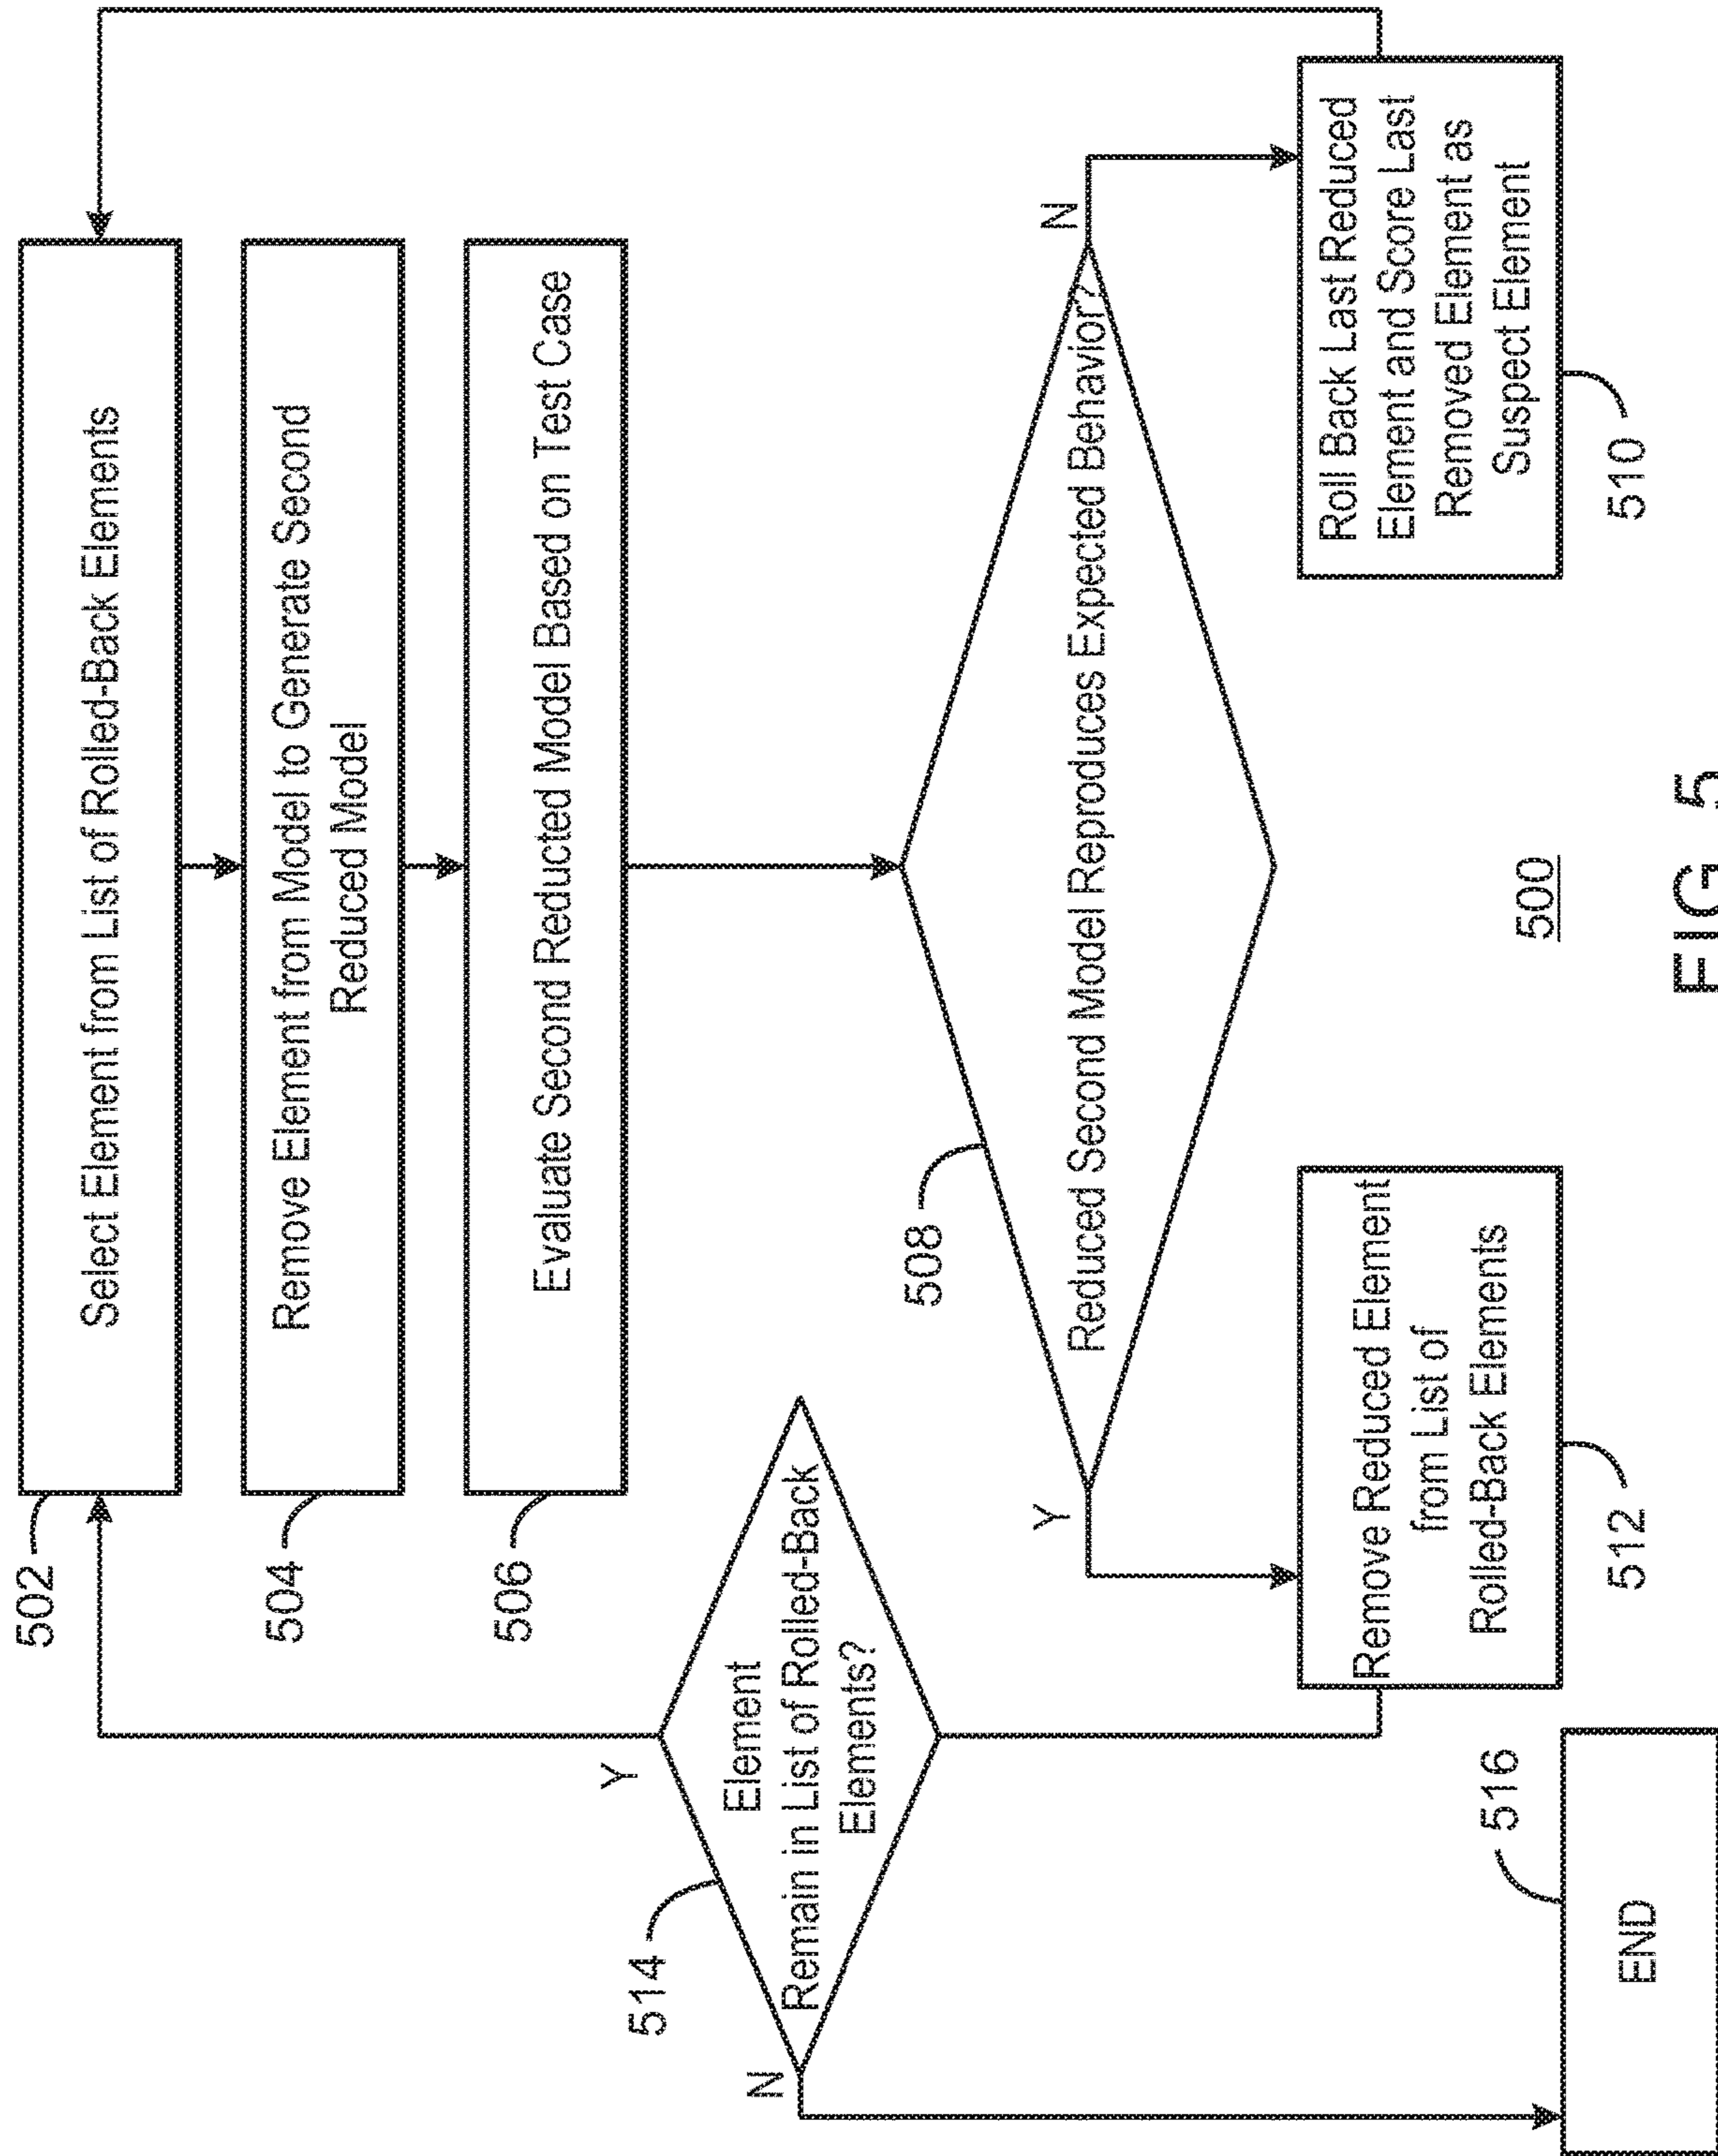 502
Select Element from List of Rolled-Back Elements
504
Remove Element from Model to Generate Second
Reduced Model
506
Evaluate Second Reducted Model Based on Test Case
508
Reduced Second Model Reproduces Expected Behavior?
Y
N
514
Element
Remain in List of Rolled-Back
Elements?
Y
N
Remove Reduced Element
from List of
Rolled-Back Elements
512
Roll Back Last Reduced
Element and Score Last
Removed Element as
Suspect Element
510
516
END
500
FIG. 5